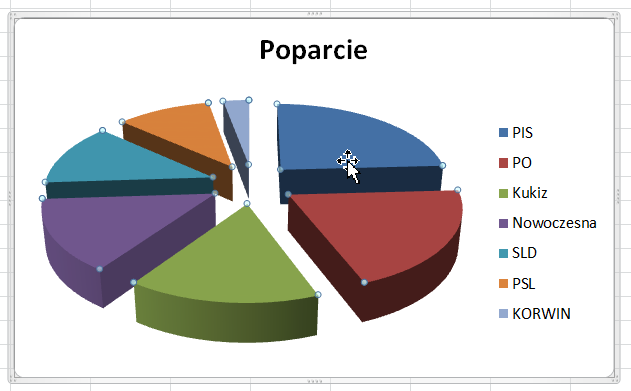 Poparcie
PIS
PO
Kukiz
Nowoczesna
SLD
PSL
KORWIN